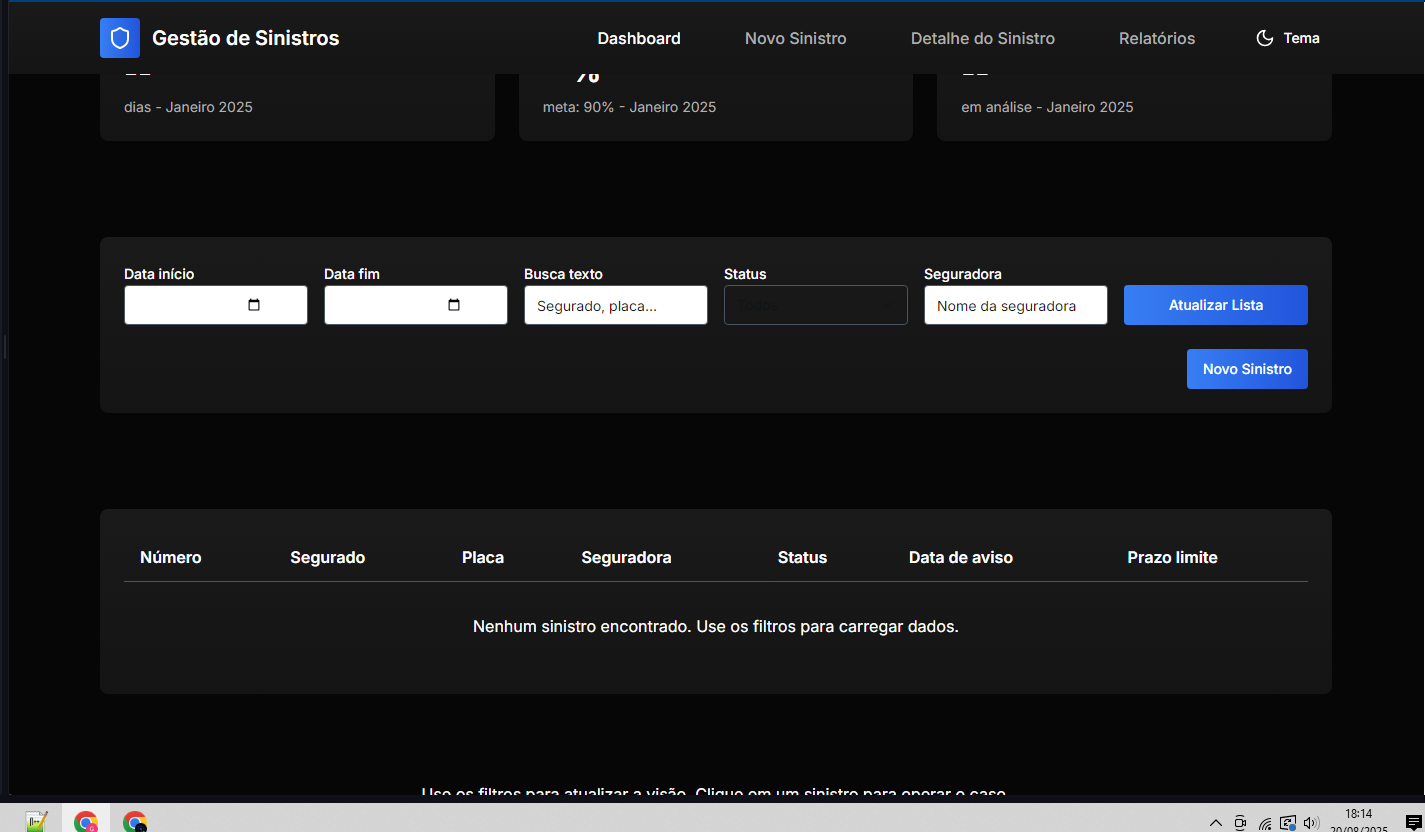 Gestão de Sinistros
Dashboard
Novo Sinistro
Detalhe do Sinistro
Relatórios
Tema
%
dias - Janeiro 2025
meta: 90% - Janeiro 2025
em análise - Janeiro 2025
Data início
Data fim
Busca texto
Status
Seguradora
Segurado, placa...
Nome da seguradora
Atualizar Lista
Novo Sinistro
Número
Segurado
Placa
Seguradora
Status
Data de aviso
Prazo limite
Nenhum sinistro encontrado. Use os filtros para carregar dados.
Use os filtros para atualizar a visão. Clique em um sinistro para operar o caso.
18:14
20/08/2025